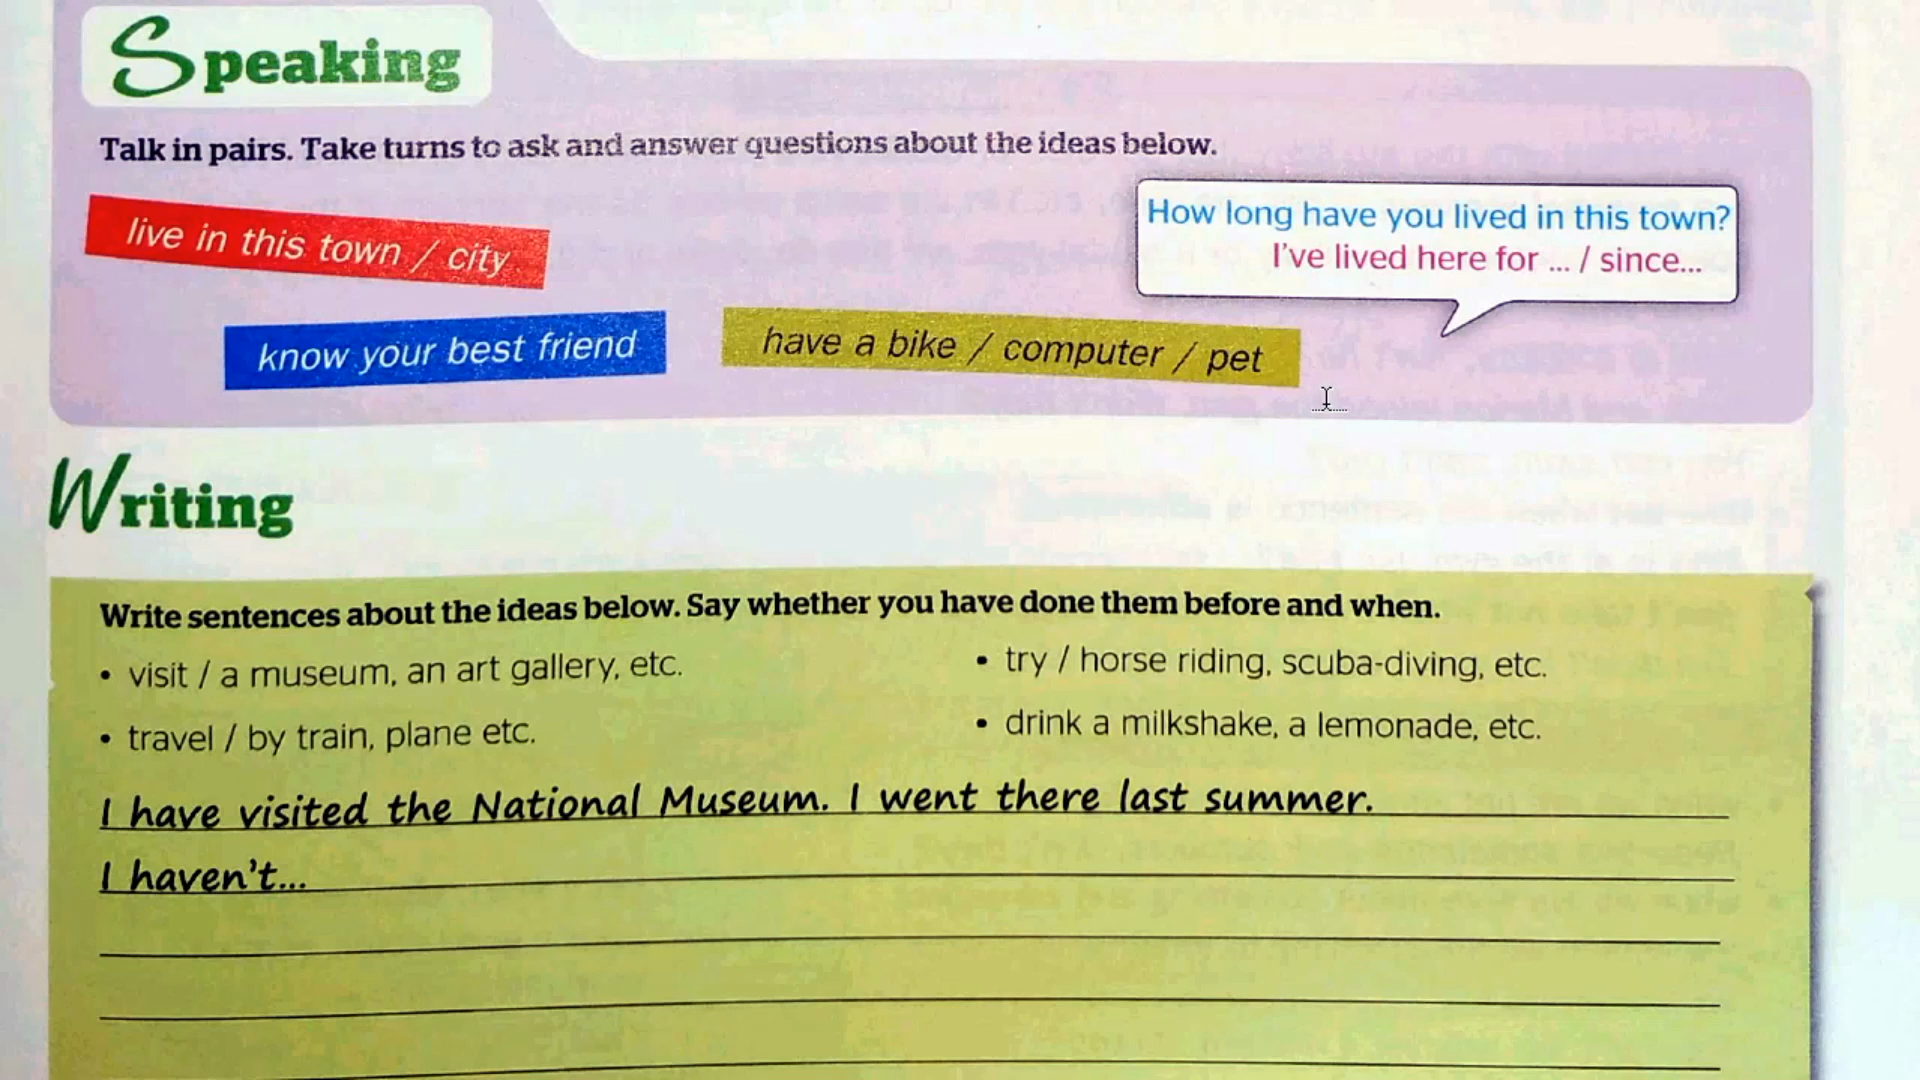 Speaking
Talk in pairs. Take turns to ask and answer questions about the ideas below.
live in this town / city
How long have you lived in this town?
I've lived here for ... / since...
know your best friend
have a bike / computer / pet
Writing
Write sentences about the ideas below. Say whether you have done them before and when.
• visit / a museum, an art gallery, etc.
• try / horse riding, scuba-diving, etc.
• travel / by train, plane etc.
• drink a milkshake, a lemonade, etc.
I have visited the National Museum. I went there last summer.
I haven't...